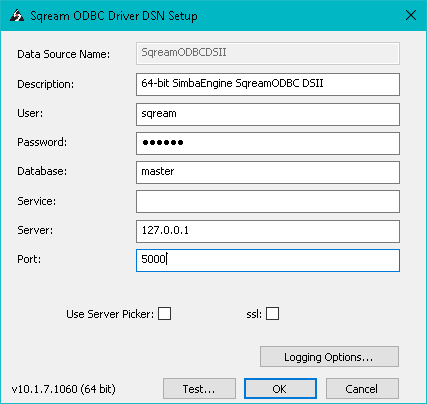 Sqream ODBC Driver DSN Setup
Data Source Name: SqreamODBCDSII
Description: 64-bit SimbaEngine SqreamODBC DSII
User: sqream
Password: ●●●●●●
Database: master
Service:
Server: 127.0.0.1
Port: 5000
Use Server Picker: ssl:
Logging Options...
v10.1.7.1060 (64 bit) Test... OK Cancel